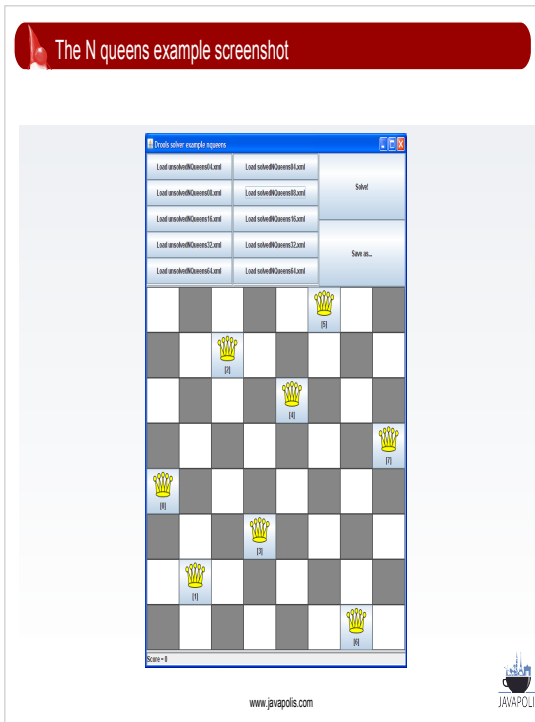 The N queens example screenshot
Drools solver example nqueens
Load unsolvedNQueens04.xml
Load solvedNQueens04.xml
Load unsolvedNQueens08.xml
Load solvedNQueens08.xml
Solve!
Load unsolvedNQueens16.xml
Load solvedNQueens16.xml
Load unsolvedNQueens32.xml
Load solvedNQueens32.xml
Save as...
Load unsolvedNQueens64.xml
Load solvedNQueens64.xml
[5]
[2]
[4]
[7]
[0]
[3]
[1]
[6]
Score = 0
www.javapolis.com
JAVAPOLI